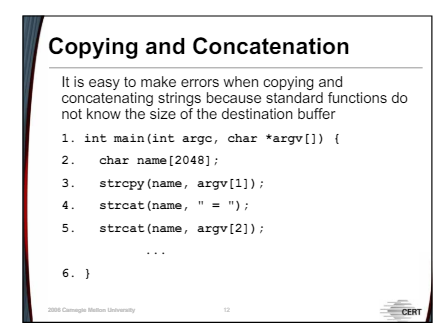 Copying and Concatenation
It is easy to make errors when copying and
concatenating strings because standard functions do
not know the size of the destination buffer
1. int main(int argc, char *argv[]) {
2.   char name[2048];
3.   strcpy(name, argv[1]);
4.   strcat(name, " = ");
5.   strcat(name, argv[2]);
...
6. }
2006 Carnegie Mellon University
12
CERT